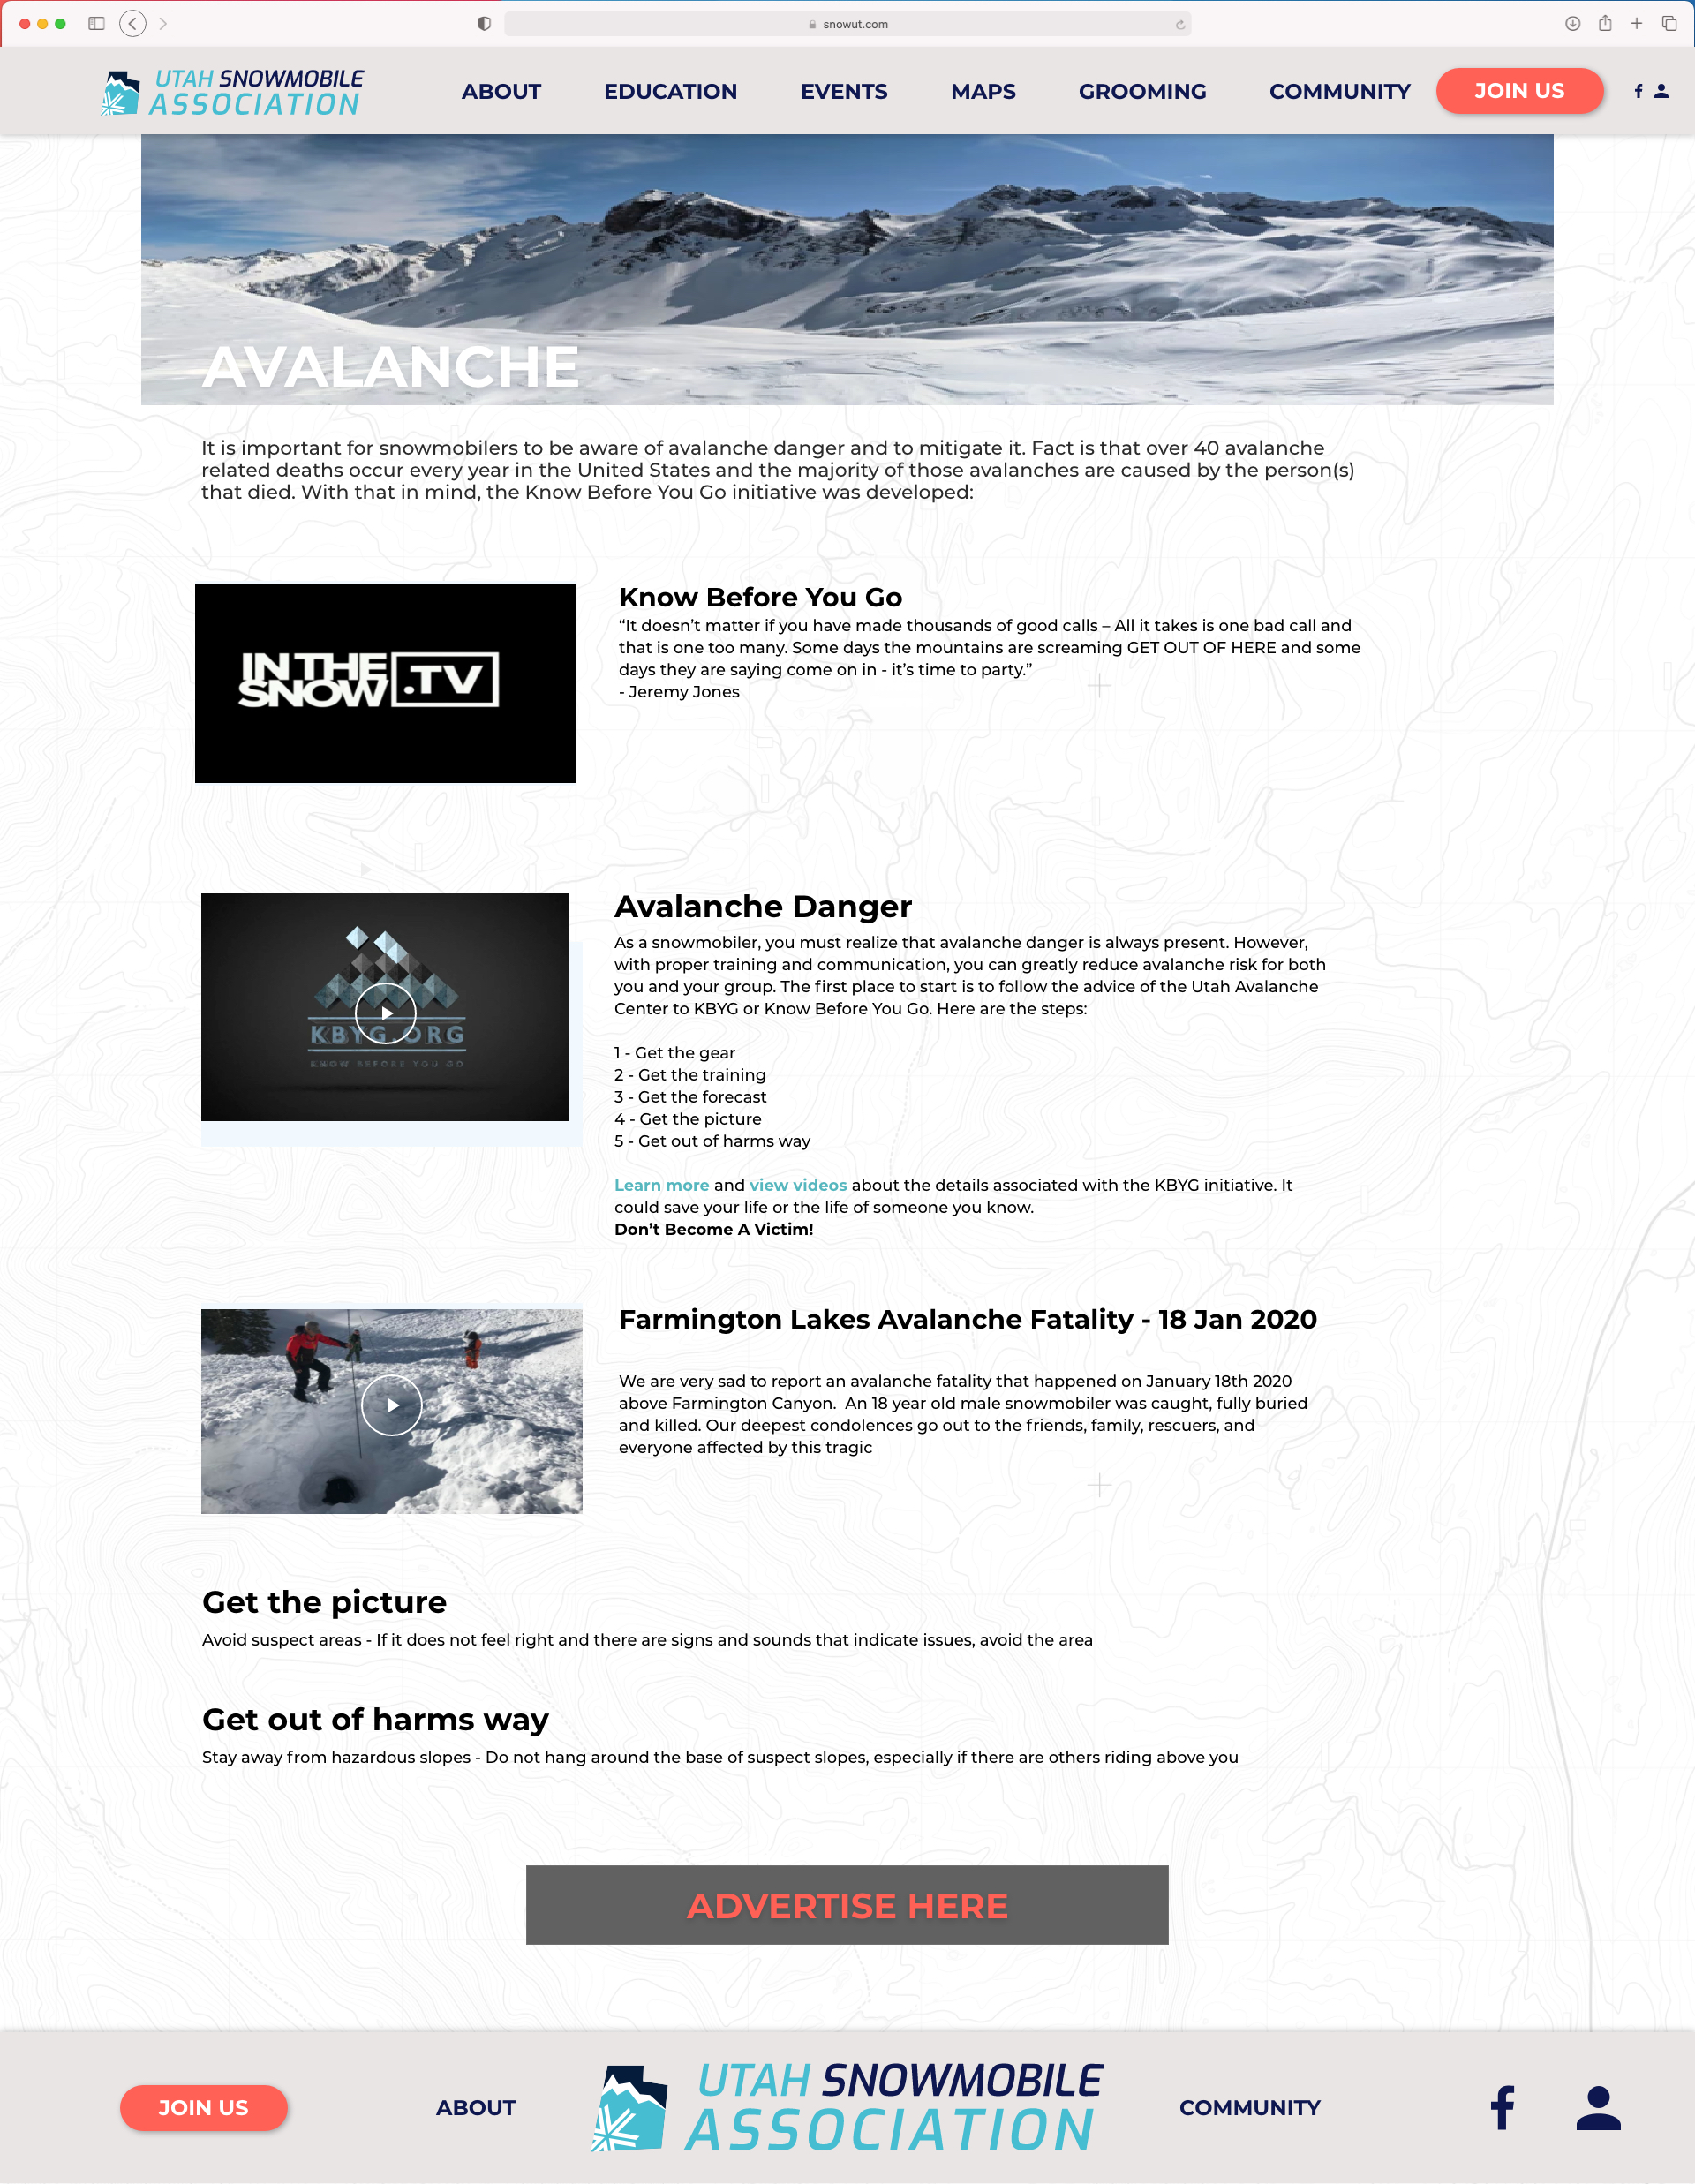 snowut.com
UTAH SNOWMOBILE
ASSOCIATION
ABOUT
EDUCATION
EVENTS
MAPS
GROOMING
COMMUNITY
JOIN US
AVALANCHE
It is important for snowmobilers to be aware of avalanche danger and to mitigate it. Fact is that over 40 avalanche
related deaths occur every year in the United States and the majority of those avalanches are caused by the person(s)
that died. With that in mind, the Know Before You Go initiative was developed:
IN THE
SNOW
.TV
Know Before You Go
“It doesn’t matter if you have made thousands of good calls – All it takes is one bad call and
that is one too many. Some days the mountains are screaming GET OUT OF HERE and some
days they are saying come on in - it’s time to party.”
- Jeremy Jones
KBYG.ORG
KNOW BEFORE YOU GO
Avalanche Danger
As a snowmobiler, you must realize that avalanche danger is always present. However,
with proper training and communication, you can greatly reduce avalanche risk for both
you and your group. The first place to start is to follow the advice of the Utah Avalanche
Center to KBYG or Know Before You Go. Here are the steps:
1 - Get the gear
2 - Get the training
3 - Get the forecast
4 - Get the picture
5 - Get out of harms way
Learn more and view videos about the details associated with the KBYG initiative. It
could save your life or the life of someone you know.
Don’t Become A Victim!
Farmington Lakes Avalanche Fatality - 18 Jan 2020
We are very sad to report an avalanche fatality that happened on January 18th 2020
above Farmington Canyon.  An 18 year old male snowmobiler was caught, fully buried
and killed. Our deepest condolences go out to the friends, family, rescuers, and
everyone affected by this tragic
Get the picture
Avoid suspect areas - If it does not feel right and there are signs and sounds that indicate issues, avoid the area
Get out of harms way
Stay away from hazardous slopes - Do not hang around the base of suspect slopes, especially if there are others riding above you
ADVERTISE HERE
JOIN US
ABOUT
UTAH SNOWMOBILE
ASSOCIATION
COMMUNITY